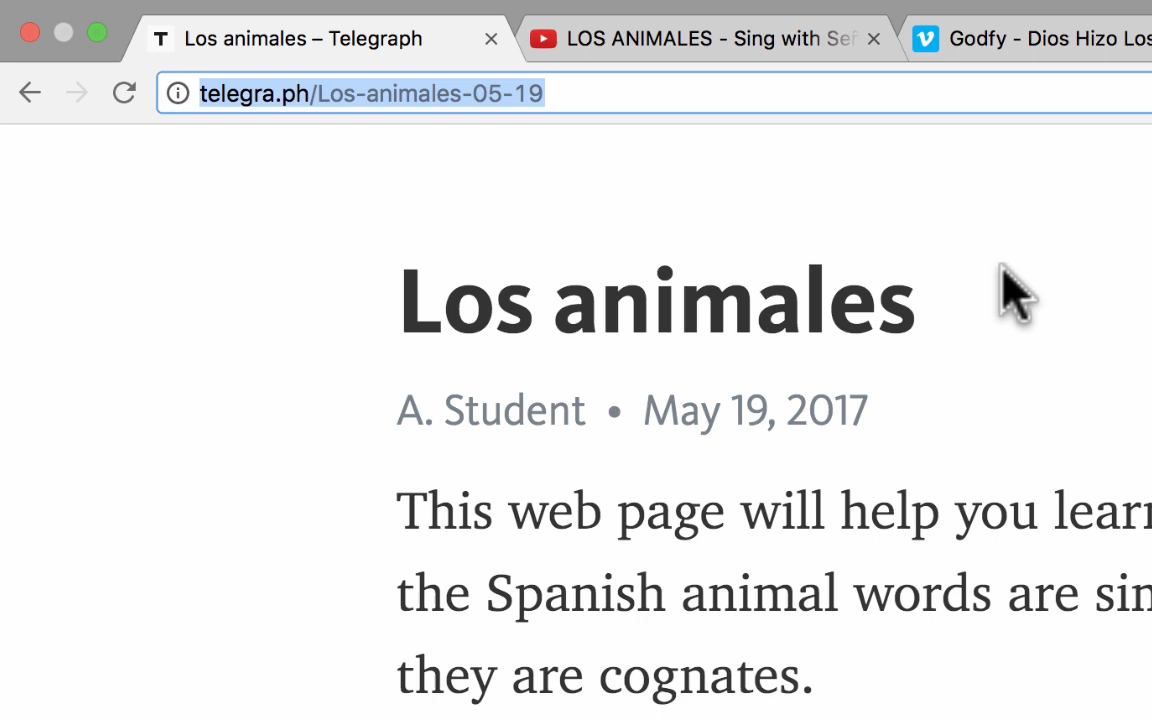 Los animales – Telegraph
LOS ANIMALES - Sing with Señ
Godfy - Dios Hizo Los
telegra.ph/Los-animales-05-19
Los animales
A. Student • May 19, 2017
This web page will help you learn
the Spanish animal words are sim
they are cognates.